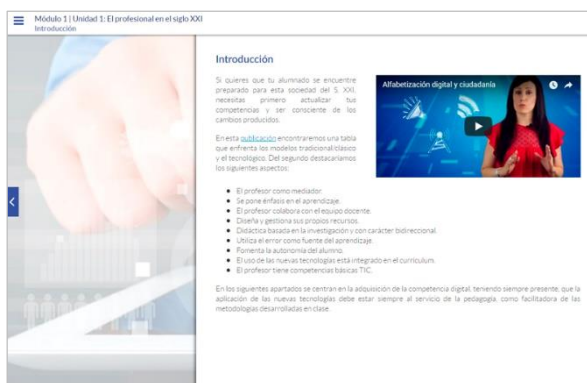 Módulo 1 | Unidad 1: El profesional en el siglo XXI
Introducción
Introducción
Si quieres que tu alumnado se encuentre
preparado para esta sociedad del S. XXI,
necesitas primero actualizar tus
competencias y ser consciente de los
cambios producidos.
En esta publicación encontraremos una tabla
que enfrenta los modelos tradicional/clásico
y el tecnológico. Del segundo destacaríamos
los siguientes aspectos:
Alfabetización digital y ciudadanía
● El profesor como mediador.
● Se pone énfasis en el aprendizaje.
● El profesor colabora con el equipo docente.
● Diseña y gestiona sus propios recursos.
● Didáctica basada en la investigación y con carácter bidireccional.
● Utiliza el error como fuente del aprendizaje.
● Fomenta la autonomía del alumno.
● El uso de las nuevas tecnologías está integrado en el curriculum.
● El profesor tiene competencias básicas TIC.
En los siguientes apartados se centran en la adquisición de la competencia digital, teniendo siempre presente, que la
aplicación de las nuevas tecnologías debe estar siempre al servicio de la pedagogía, como facilitadora de las
metodologías desarrolladas en clase.